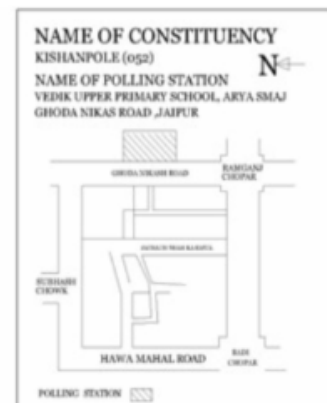 NAME OF CONSTITUENCY
KISHANPOLE (052)
N
NAME OF POLLING STATION
VEDIK UPPER PRIMARY SCHOOL, ARYA SMAJ
GHODA NIKAS ROAD ,JAIPUR
GHODA NIKASH ROAD
RAMGANJ
CHOPAR
SUBHASH
CHOWK
HAWA MAHAL ROAD
BADI
CHOPAR
POLLING STATION